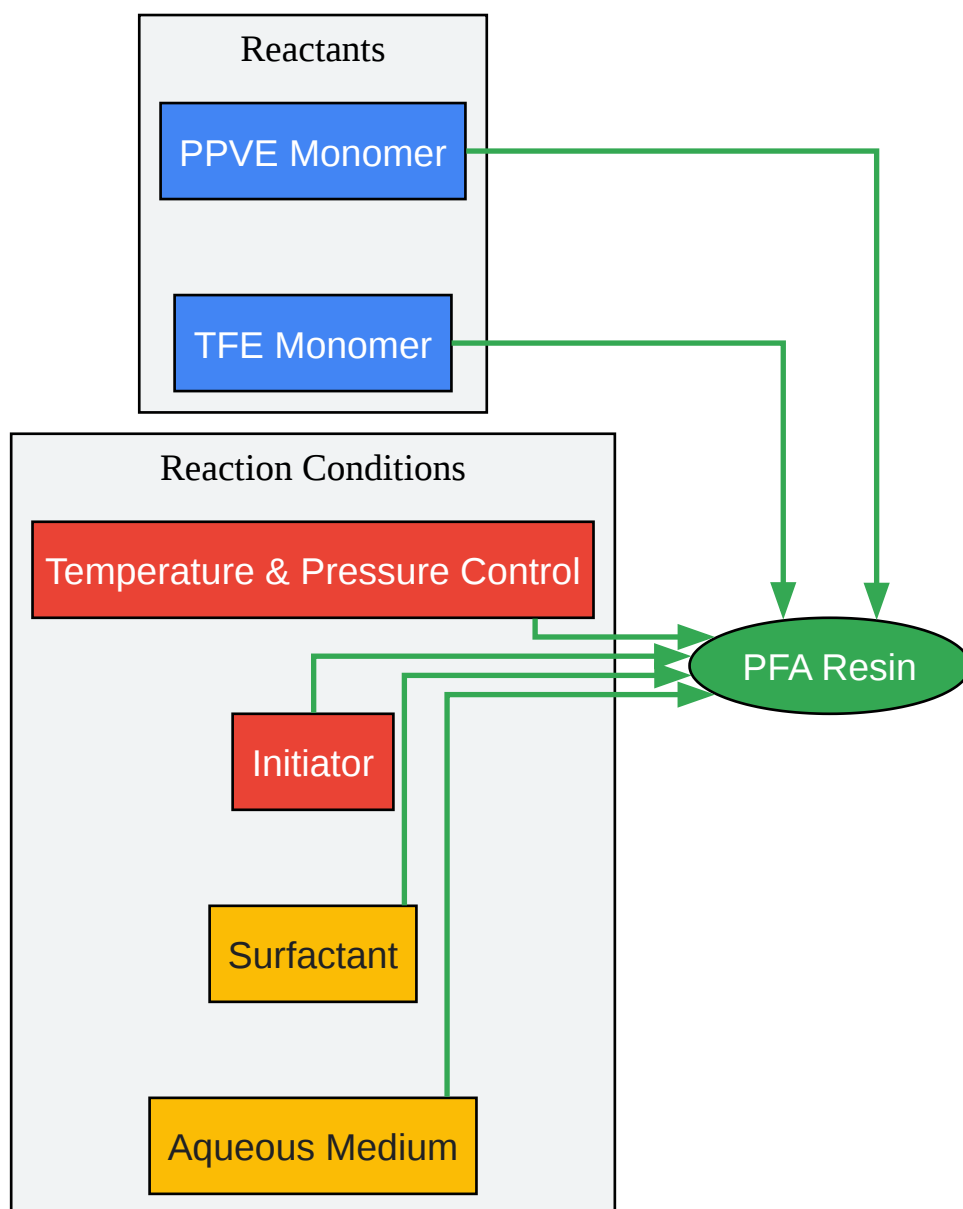 Reactants
PPVE Monomer
TFE Monomer
Reaction Conditions
Temperature & Pressure Control
PFA Resin
Initiator
Surfactant
Aqueous Medium